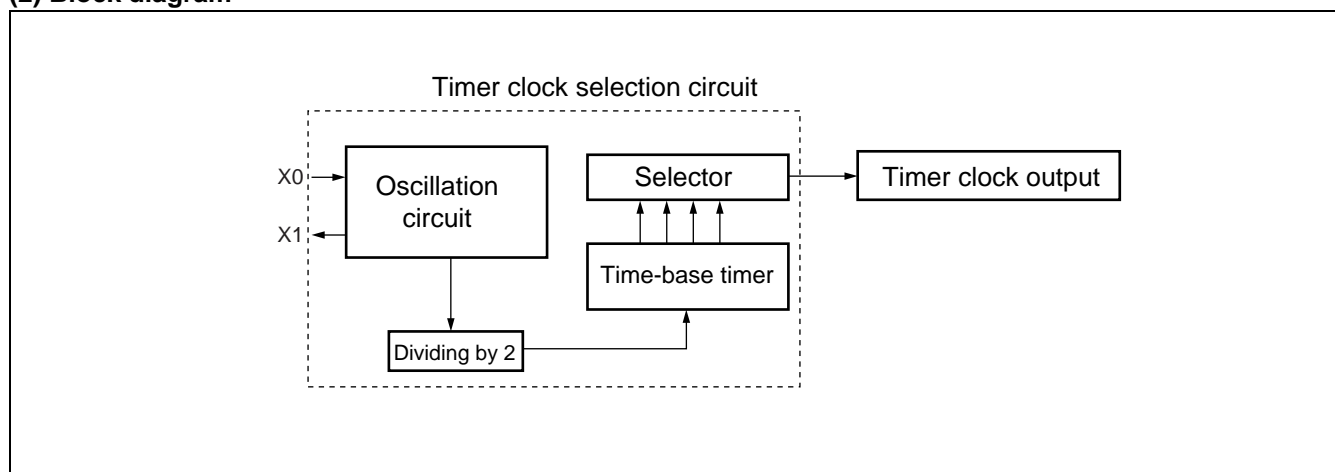 (2) Block diagram
Timer clock selection circuit
X0
X1
Oscillation
circuit
Selector
Timer clock output
Time-base timer
Dividing by 2